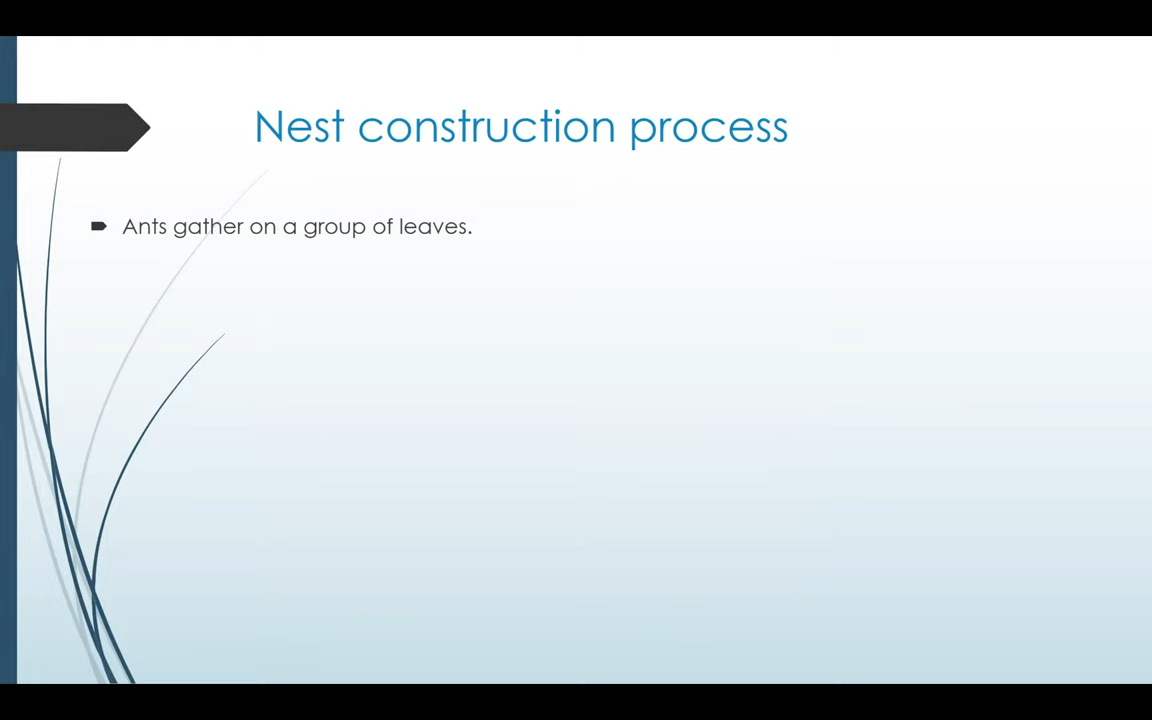 Nest construction process
Ants gather on a group of leaves.